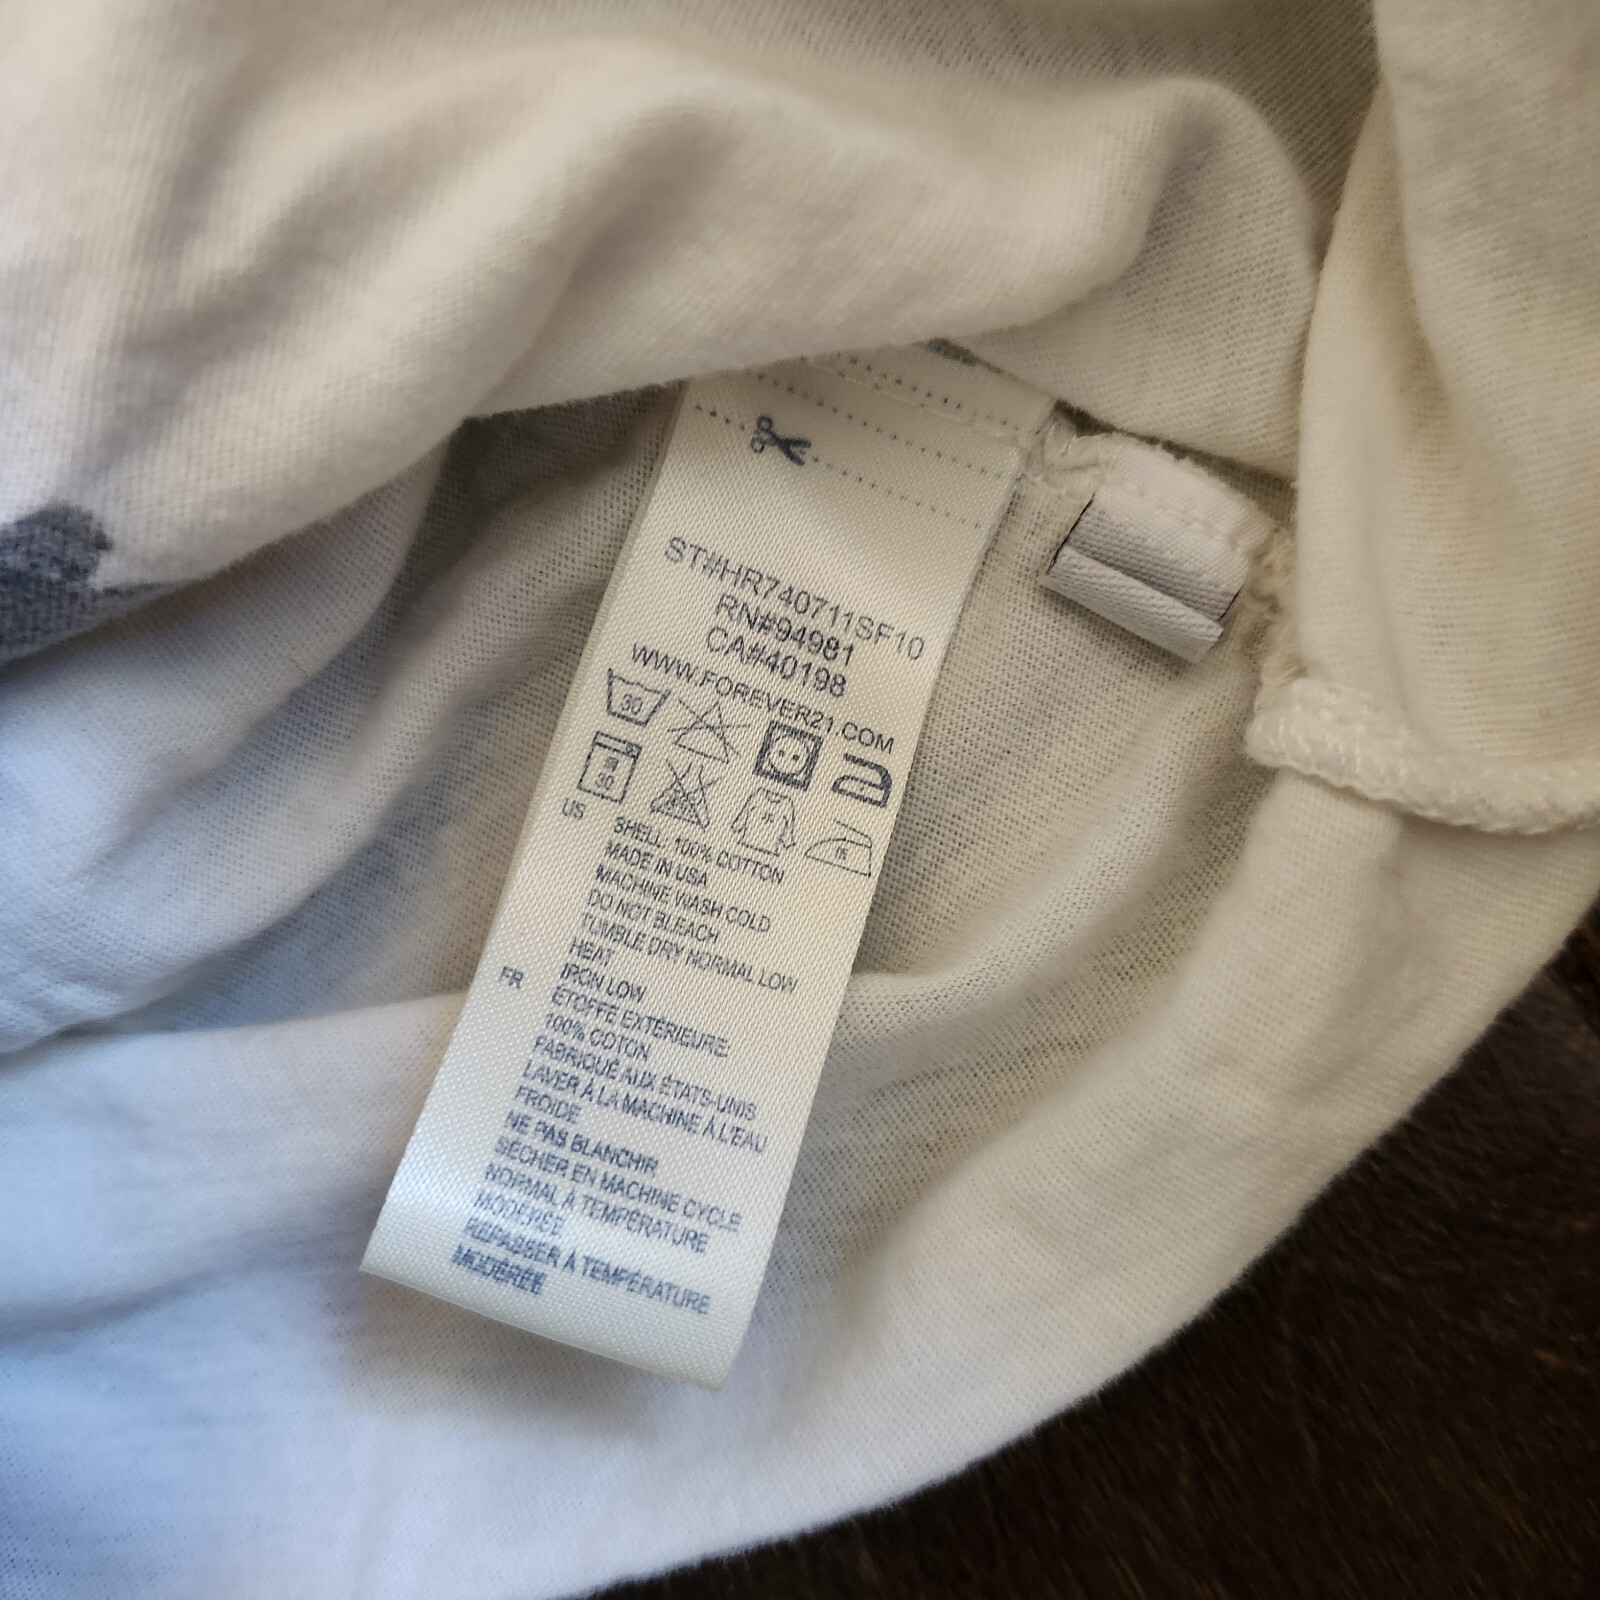 ST#HR740711SF10
RN#94981
CA#40198
WWW.FOREVER21.COM
30
US
SHELL: 100% COTTON
MADE IN USA
MACHINE WASH COLD
DO NOT BLEACH
TUMBLE DRY NORMAL LOW
HEAT
IRON LOW
FR
ÉTOFFE EXTÉRIEURE:
100% COTON
FABRIQUÉ AUX ÉTATS-UNIS
LAVER À LA MACHINE À L'EAU
FROIDE
NE PAS BLANCHIR
SÉCHER EN MACHINE CYCLE
NORMAL À TEMPÉRATURE
MODÉRÉE
REPASSER À TEMPÉRATURE
MODÉRÉE